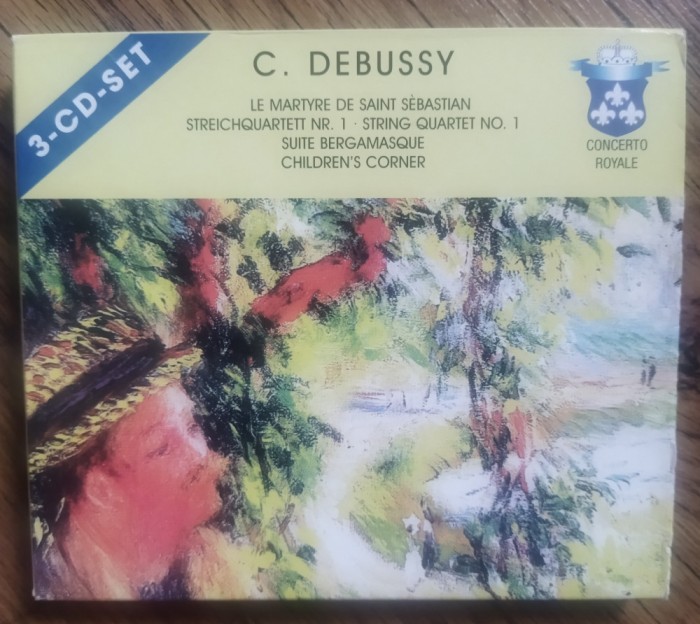 3-CD-SET
C. DEBUSSY
LE MARTYRE DE SAINT SÈBASTIAN
STREICHQUARTETT NR. 1 · STRING QUARTET NO. 1
SUITE BERGAMASQUE
CHILDREN'S CORNER
CONCERTO
ROYALE